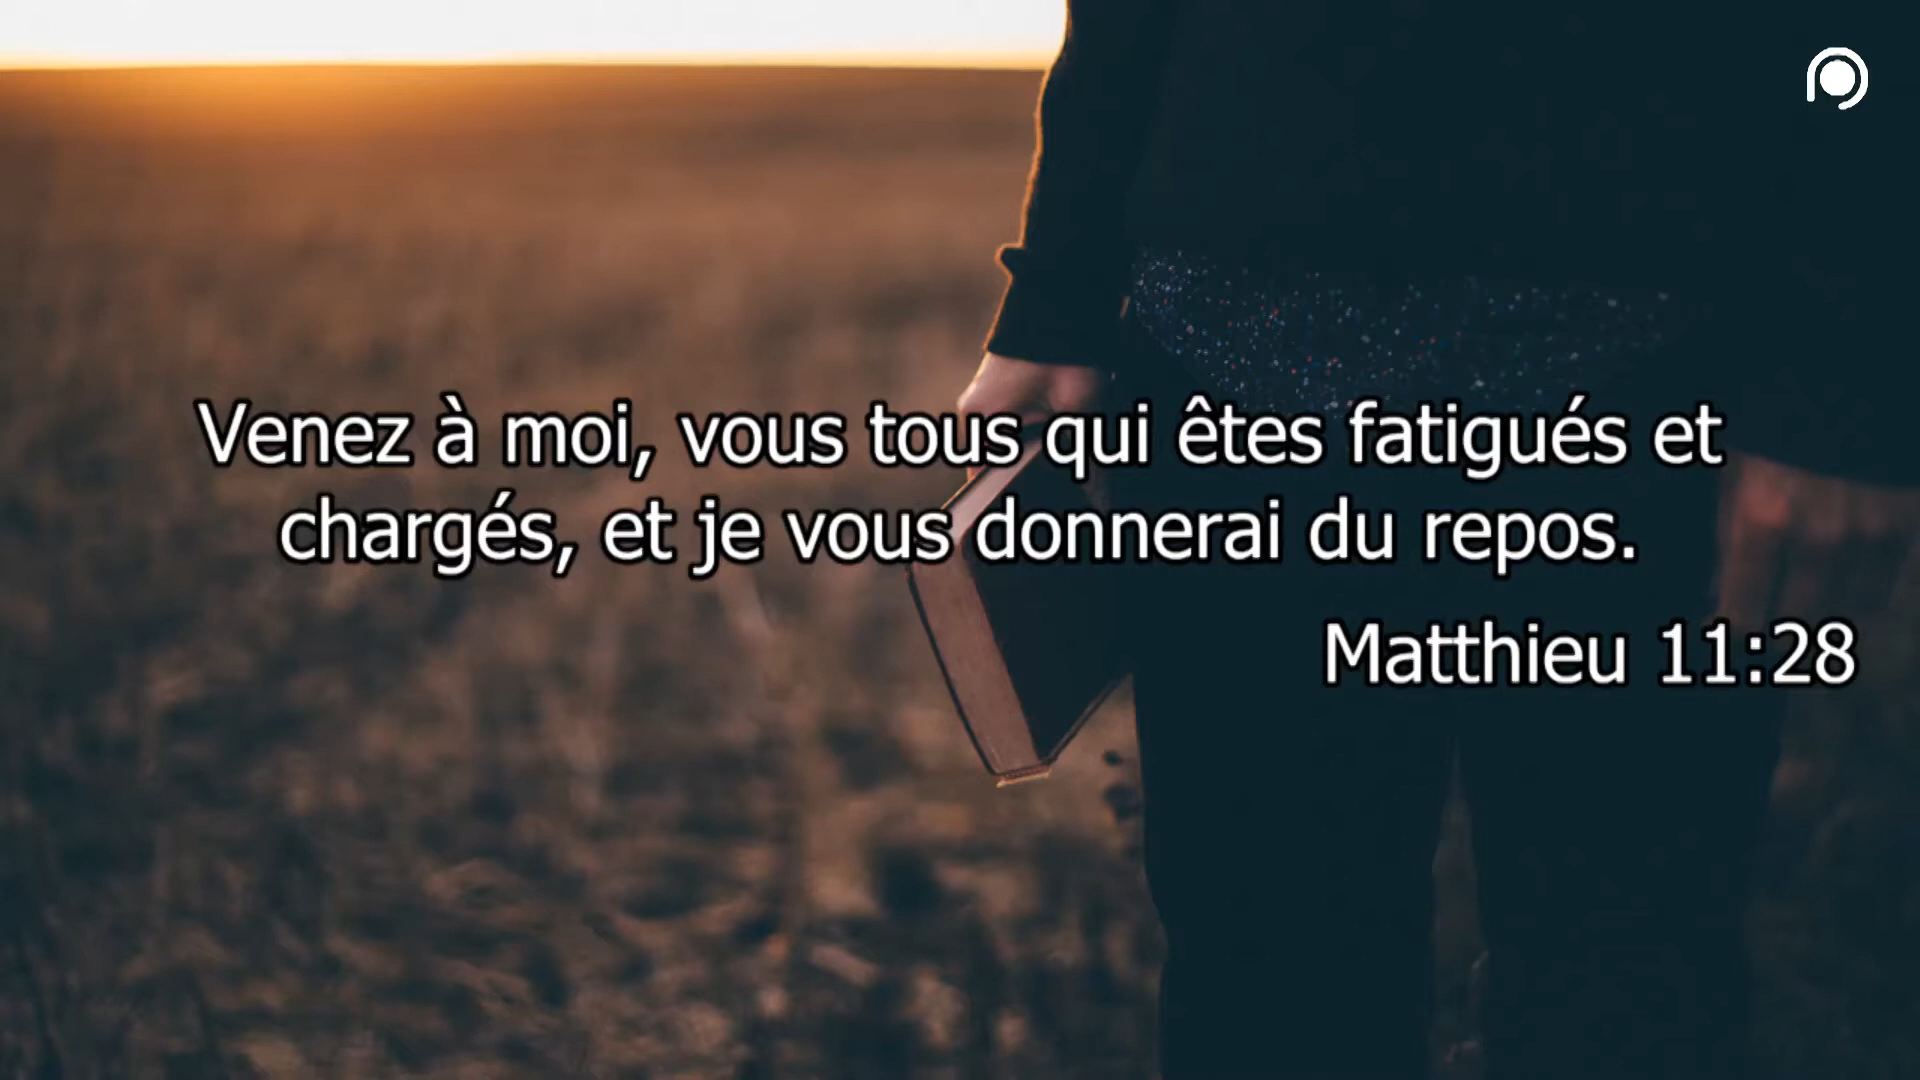 Venez à moi, vous tous qui êtes fatigués et
chargés, et je vous donnerai du repos.
Matthieu 11:28